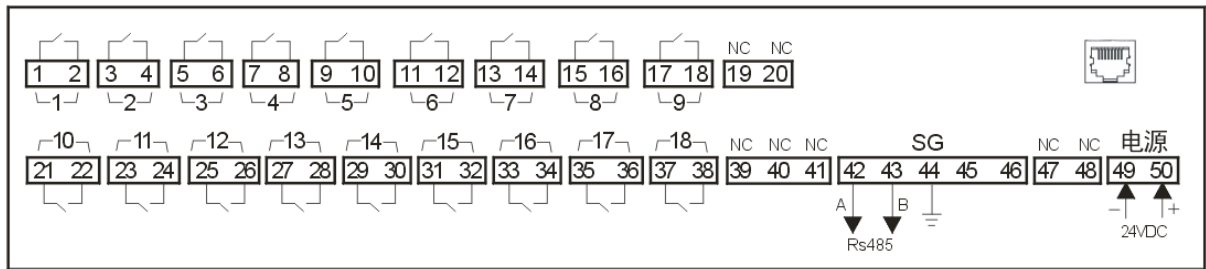 NC NC
1 2 3 4 5 6 7 8 9 10 11 12 13 14 15 16 17 18 19 20
1 2 3 4 5 6 7 8 9
10 11 12 13 14 15 16 17 18 NC NC NC SG NC NC 电源
21 22 23 24 25 26 27 28 29 30 31 32 33 34 35 36 37 38 39 40 41 42 43 44 45 46 47 48 49 50
A B - +
Rs485 24VDC